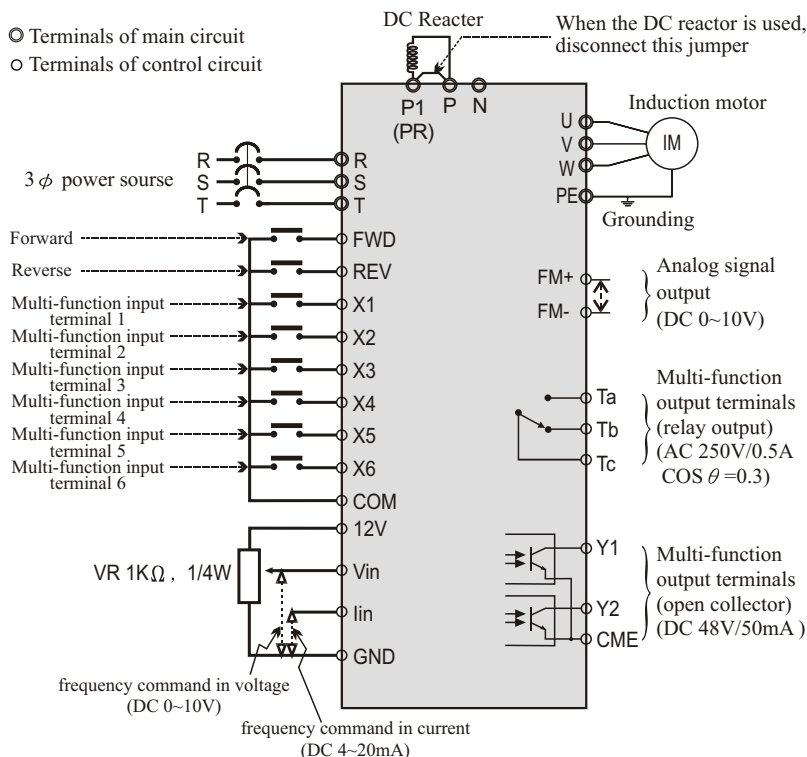 DC Reacter
When the DC reactor is used,
disconnect this jumper
Terminals of main circuit
Terminals of control circuit
P1
(PR)
P
N
Induction motor
U
V
W
IM
PE
Grounding
3 ϕ power sourse
R
S
T
R
S
T
Forward
FWD
Reverse
REV
Multi-function input
terminal 1
X1
Multi-function input
terminal 2
X2
Multi-function input
terminal 3
X3
Multi-function input
terminal 4
X4
Multi-function input
terminal 5
X5
Multi-function input
terminal 6
X6
COM
12V
VR 1KΩ , 1/4W
Vin
Iin
GND
frequency command in voltage
(DC 0~10V)
frequency command in current
(DC 4~20mA)
FM+
FM-
Analog signal
output
(DC 0~10V)
Ta
Tb
Tc
Multi-function
output terminals
(relay output)
(AC 250V/0.5A
COS θ =0.3)
Y1
Y2
CME
Multi-function
output terminals
(open collector)
(DC 48V/50mA )